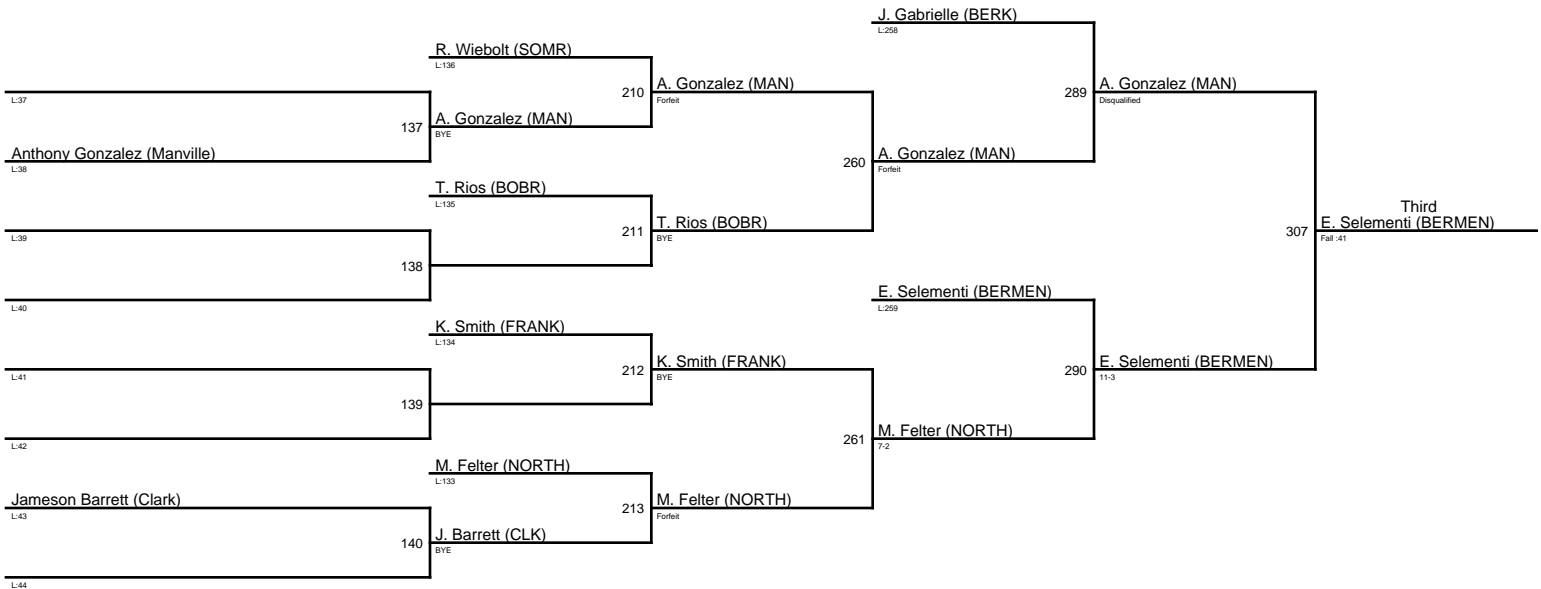 J. Gabrielle (BERK)
L:258
R. Wiebolt (SOMR)
L:136
210
A. Gonzalez (MAN)
Forfeit
289
A. Gonzalez (MAN)
Disqualified
L:37
137
A. Gonzalez (MAN)
BYE
Anthony Gonzalez (Manville)
L:38
260
A. Gonzalez (MAN)
Forfeit
T. Rios (BOBR)
L:135
Third
L:39
211
T. Rios (BOBR)
BYE
307
E. Selementi (BERMEN)
Fall :41
138
L:40
E. Selementi (BERMEN)
L:259
K. Smith (FRANK)
L:134
L:41
212
K. Smith (FRANK)
BYE
290
E. Selementi (BERMEN)
11-3
139
L:42
261
M. Felter (NORTH)
7-2
M. Felter (NORTH)
L:133
Jameson Barrett (Clark)
L:43
213
M. Felter (NORTH)
Forfeit
140
J. Barrett (CLK)
BYE
L:44